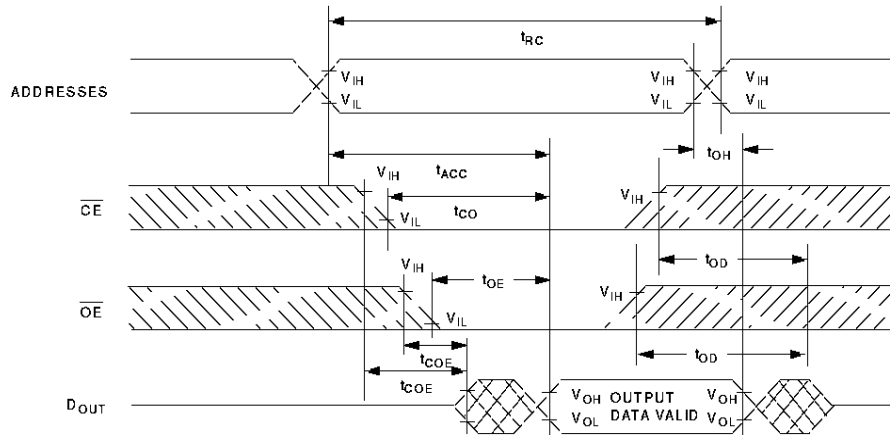 tRC
ADDRESSES
VIH VIH VIH
VIL VIL VIL
tOH
tACC
VIH
CE
VIL
tCO
VIH
tOD
VIH
OE
VIL
tOE
VIH
tOD
tCOE
tCOE
DOUT
VOH OUTPUT VOH
VOL DATA VALID VOL